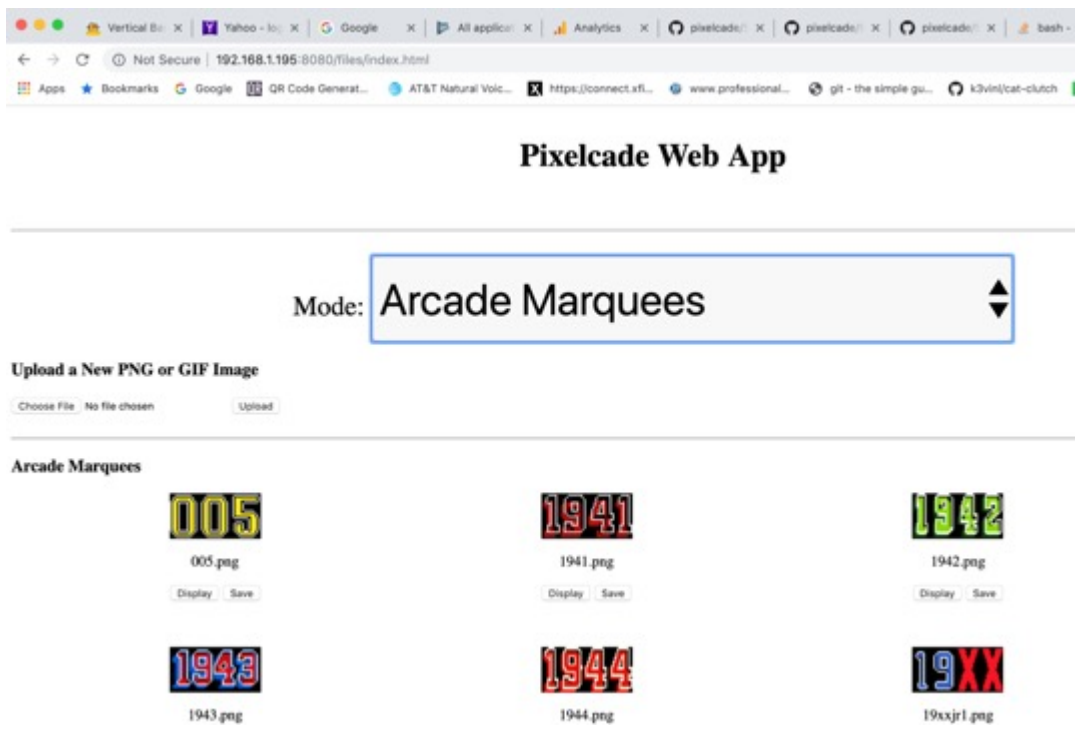 Vertical Be
Yahoo - lo
Google
All applicat
Analytics
pixelcade/
pixelcade/
pixelcade/
bash -
Not Secure | 192.168.1.195:8080/files/index.html
Apps
Bookmarks
Google
QR Code Generat...
AT&T Natural Voic...
https://connect.xfi...
www.professional...
git - the simple gu...
k3vinl/cat-clutch
Pixelcade Web App
Mode: Arcade Marquees
Upload a New PNG or GIF Image
Choose File No file chosen Upload
Arcade Marquees
005 1941 1942
005.png 1941.png 1942.png
Display Save Display Save Display Save
1943 1944 19XX
1943.png 1944.png 19xxjr1.png